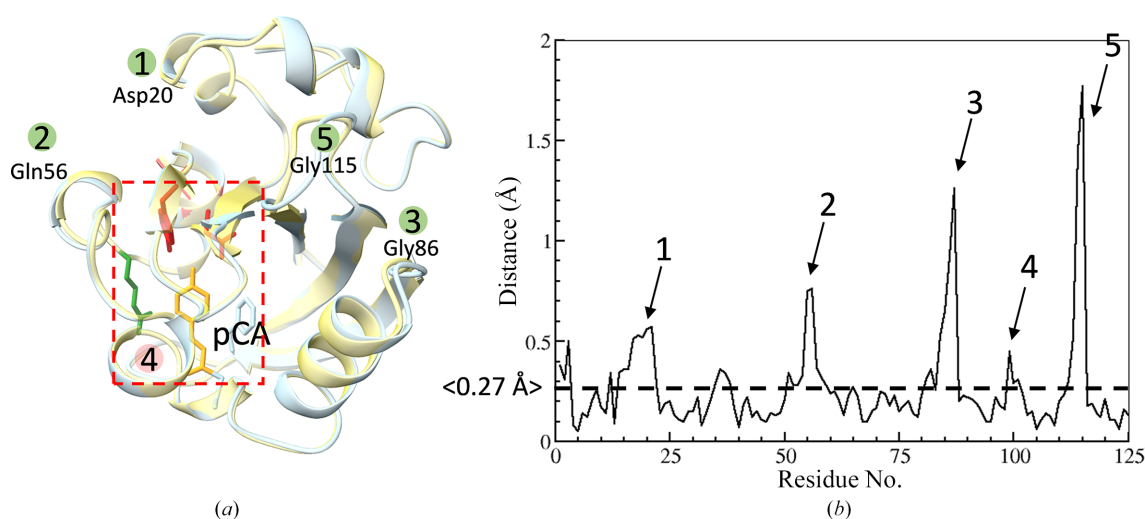 1
Asp20
2
Gln56
5
Gly115
3
Gly86
pCA
4
(a)
2
1.5
1
0.5
0
Distance (Å)
<0.27 Å>
1
2
3
4
5
0 25 50 75 100 125
Residue No.
(b)